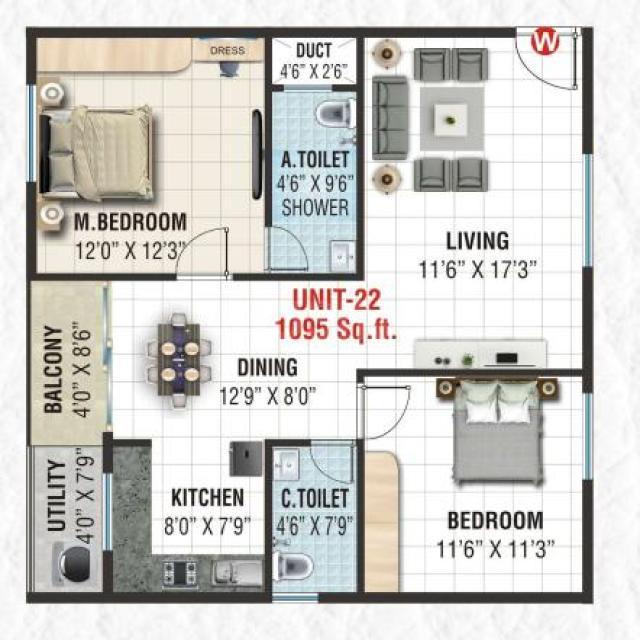 W
DRESS
DUCT
4'6" X 2'6"
A.TOILET
4'6" X 9'6"
SHOWER
M.BEDROOM
12'0" X 12'3"
LIVING
11'6" X 17'3"
UNIT-22
1095 Sq.ft.
BALCONY
4'0" X 8'6"
DINING
12'9" X 8'0"
UTILITY
4'0" X 7'9"
KITCHEN
8'0" X 7'9"
C.TOILET
4'6" X 7'9"
BEDROOM
11'6" X 11'3"